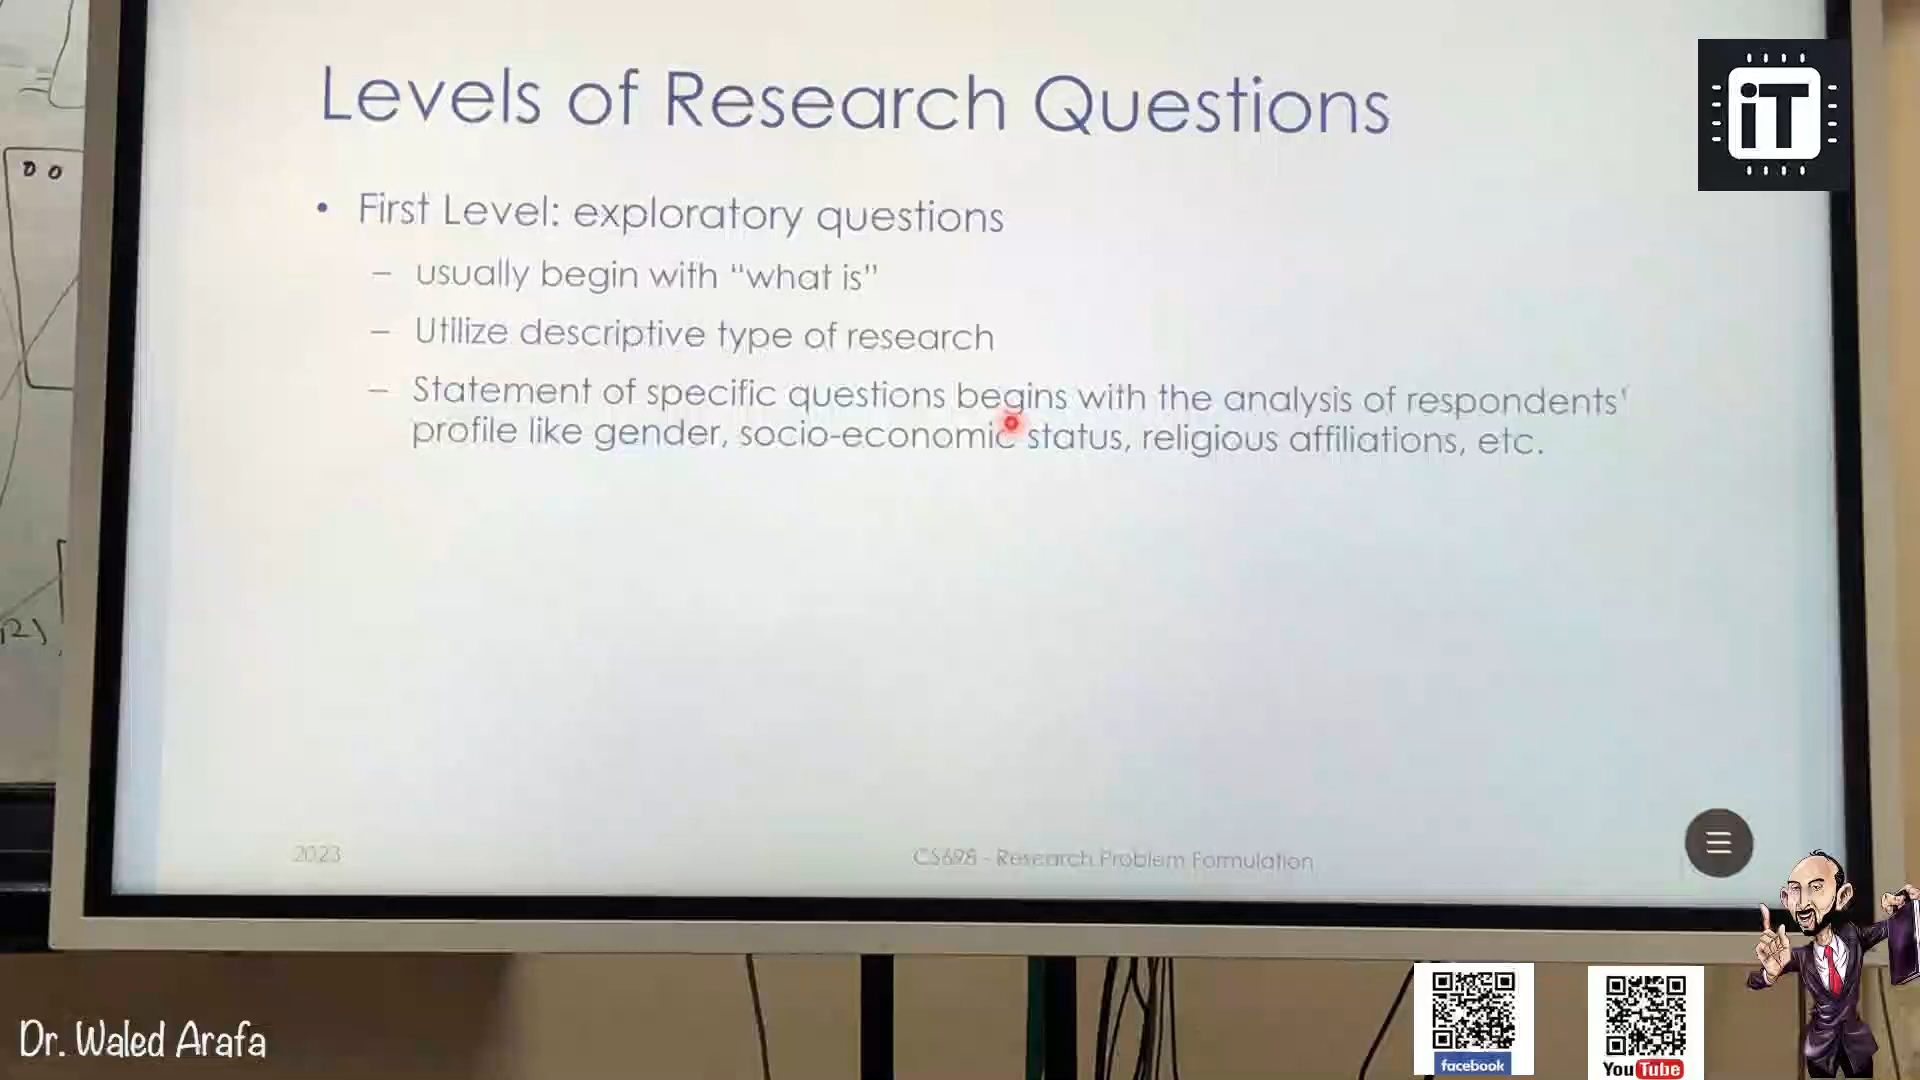 Levels of Research Questions
• First Level: exploratory questions
– usually begin with “what is”
– Utilize descriptive type of research
– Statement of specific questions begins with the analysis of respondents'
profile like gender, socio-economic status, religious affiliations, etc.
2023
CS698 - Research Problem Formulation
iT
Dr. Waled Arafa
facebook
YouTube